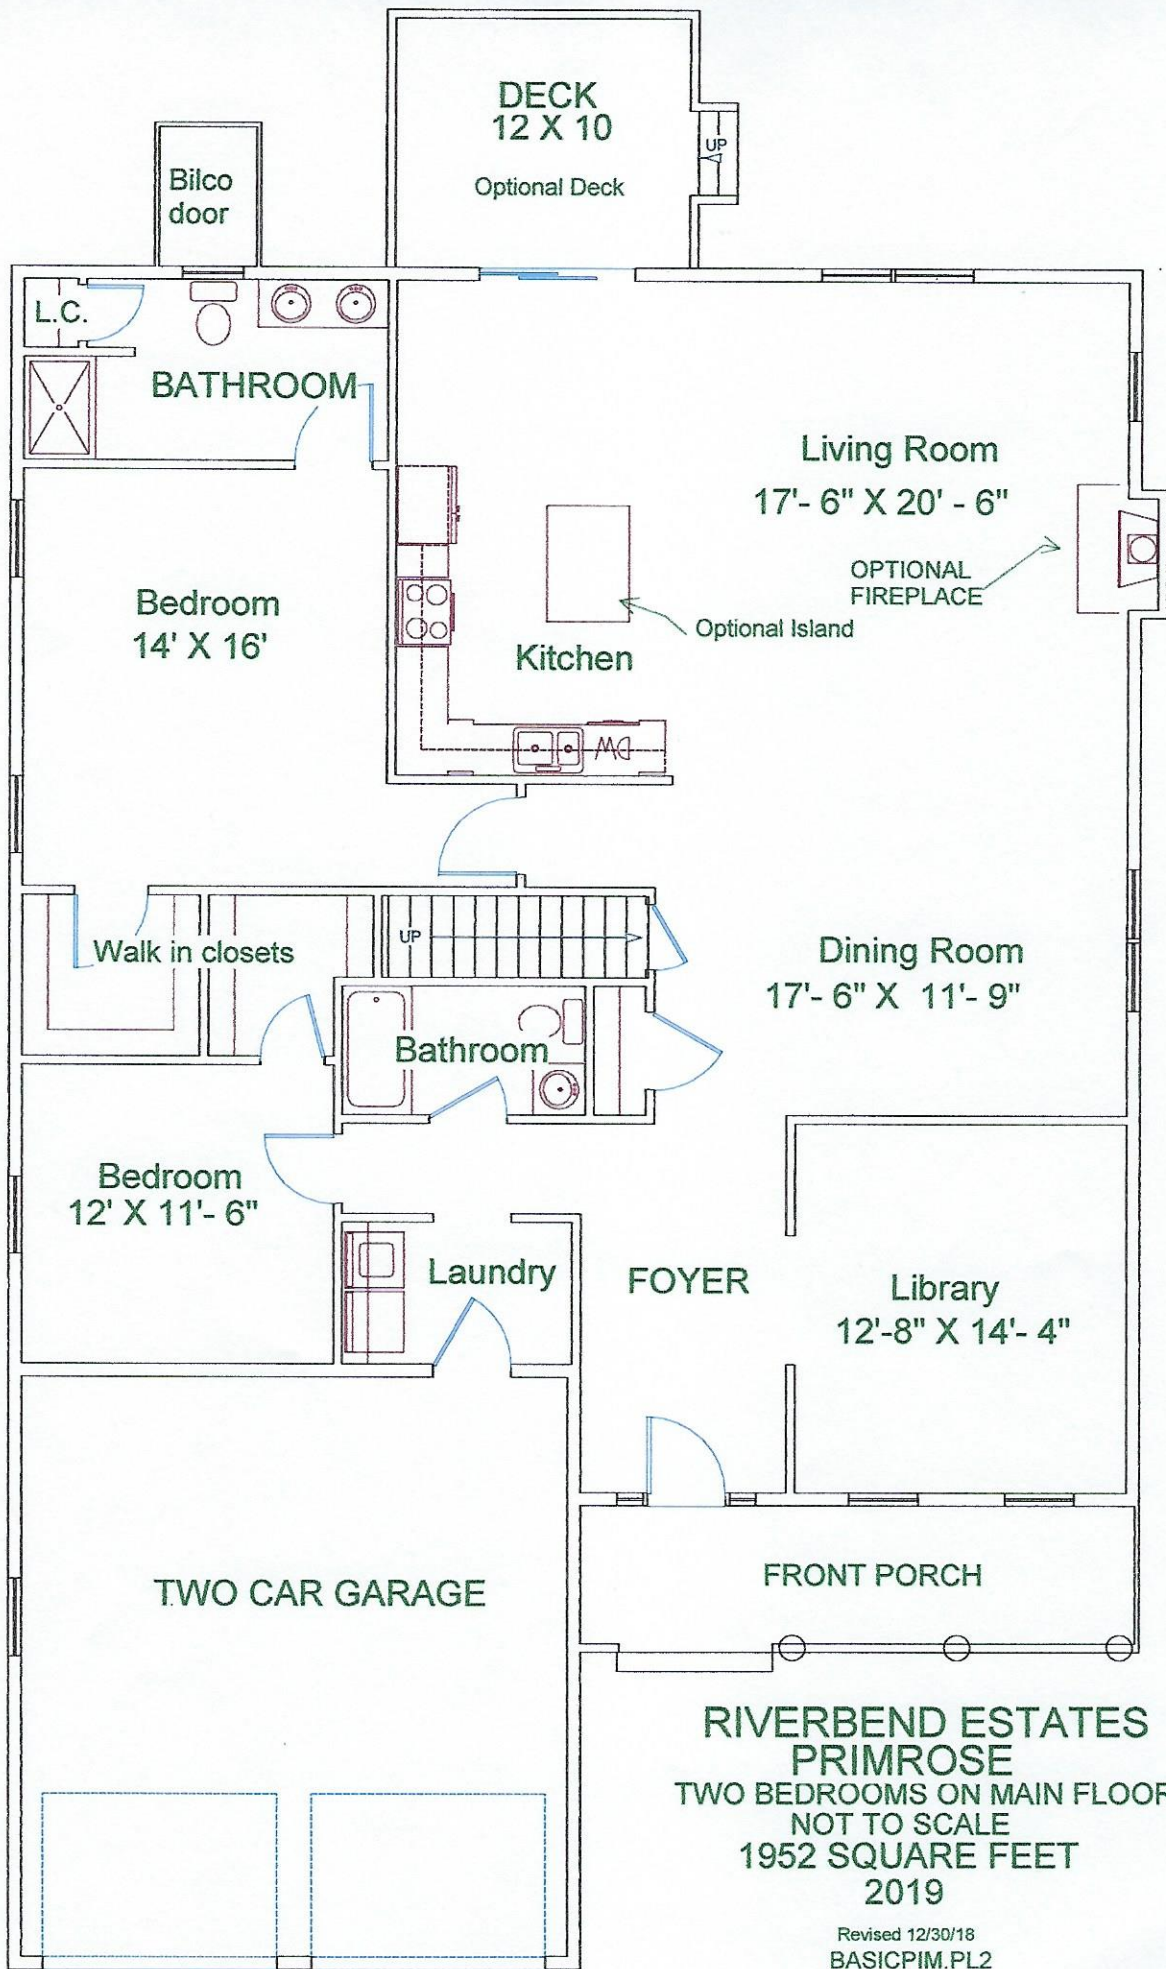 DECK
12 X 10
UP
Optional Deck
Bilco
door
L.C.
BATHROOM
Living Room
17'- 6" X 20' - 6"
OPTIONAL
FIREPLACE
Bedroom
14' X 16'
Optional Island
Kitchen
DW
UP
Walk in closets
Dining Room
17'- 6" X 11'- 9"
Bathroom
Bedroom
12' X 11'- 6"
Laundry
FOYER
Library
12'-8" X 14'- 4"
TWO CAR GARAGE
FRONT PORCH
RIVERBEND ESTATES
PRIMROSE
TWO BEDROOMS ON MAIN FLOOR
NOT TO SCALE
1952 SQUARE FEET
2019
Revised 12/30/18
BASICPIM.PL2